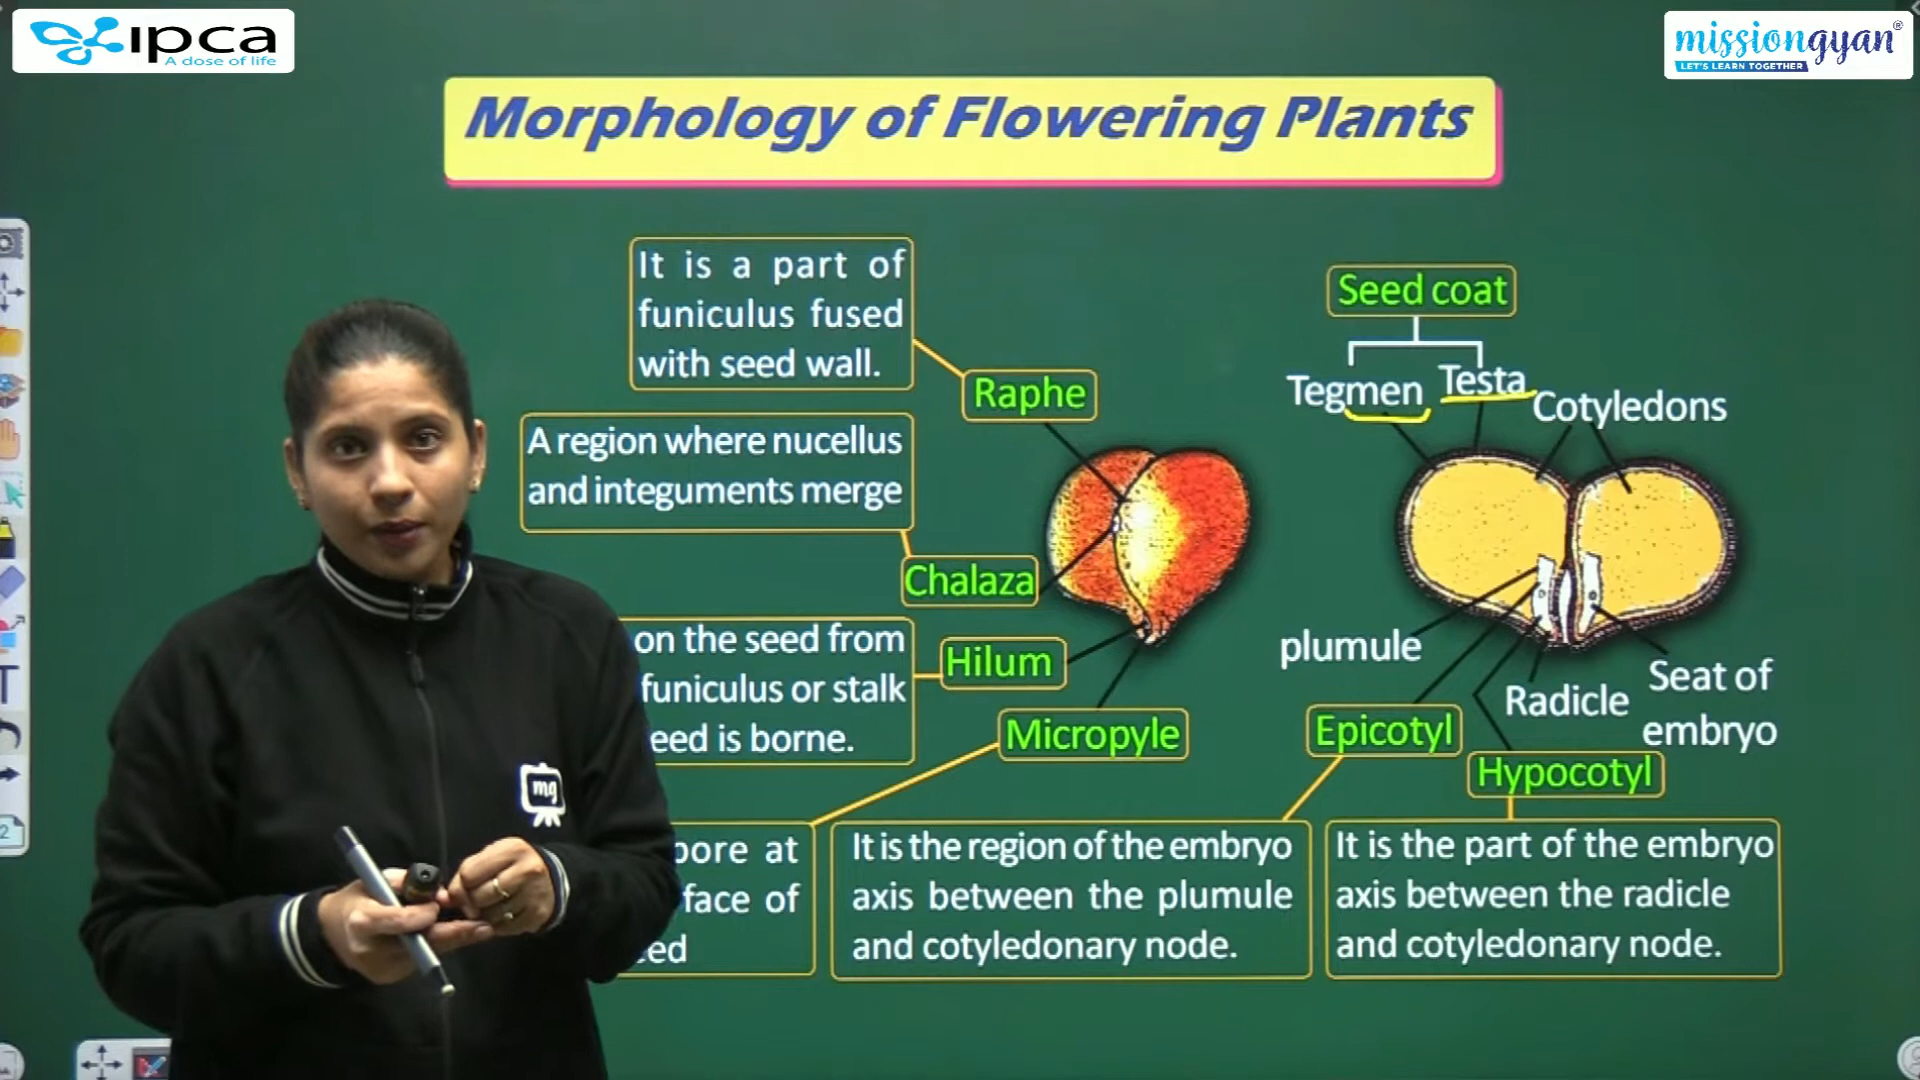 ipca
A dose of life
missiongyan®
LET'S LEARN TOGETHER
Morphology of Flowering Plants
It is a part of
funiculus fused
with seed wall.
Raphe
A region where nucellus
and integuments merge
Chalaza
on the seed from
funiculus or stalk
eed is borne.
Hilum
Micropyle
pore at
face of
Seed coat
Tegmen
Testa
Cotyledons
plumule
Radicle
Seat of
embryo
Epicotyl
Hypocotyl
It is the region of the embryo
axis between the plumule
and cotyledonary node.
It is the part of the embryo
axis between the radicle
and cotyledonary node.
mg
2